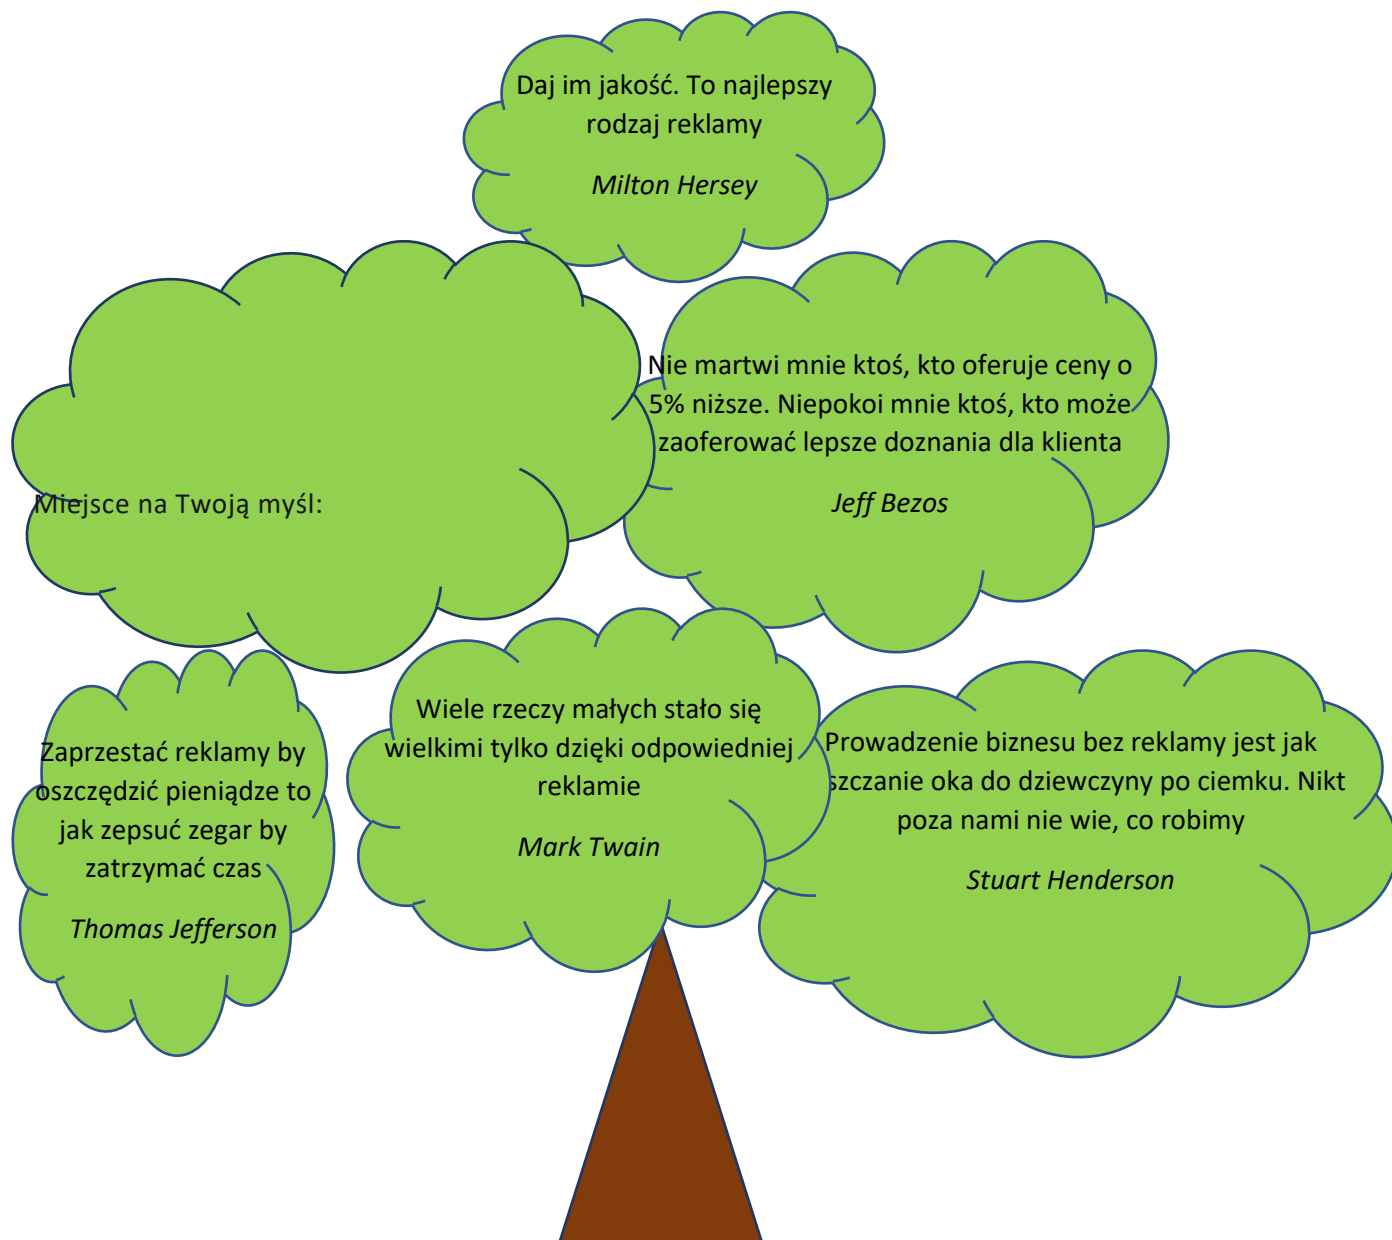 Daj im jakość. To najlepszy
rodzaj reklamy
Milton Hersey
Miejsce na Twoją myśl:
Nie martwi mnie ktoś, kto oferuje ceny o
5% niższe. Niepokoi mnie ktoś, kto może
zaoferować lepsze doznania dla klienta
Jeff Bezos
Zaprzestać reklamy by
oszczędzić pieniądze to
jak zepsuć zegar by
zatrzymać czas
Thomas Jefferson
Wiele rzeczy małych stało się
wielkimi tylko dzięki odpowiedniej
reklamie
Mark Twain
Prowadzenie biznesu bez reklamy jest jak
oka do dziewczyny po ciemku. Nikt
poza nami nie wie, co robimy
Stuart Henderson